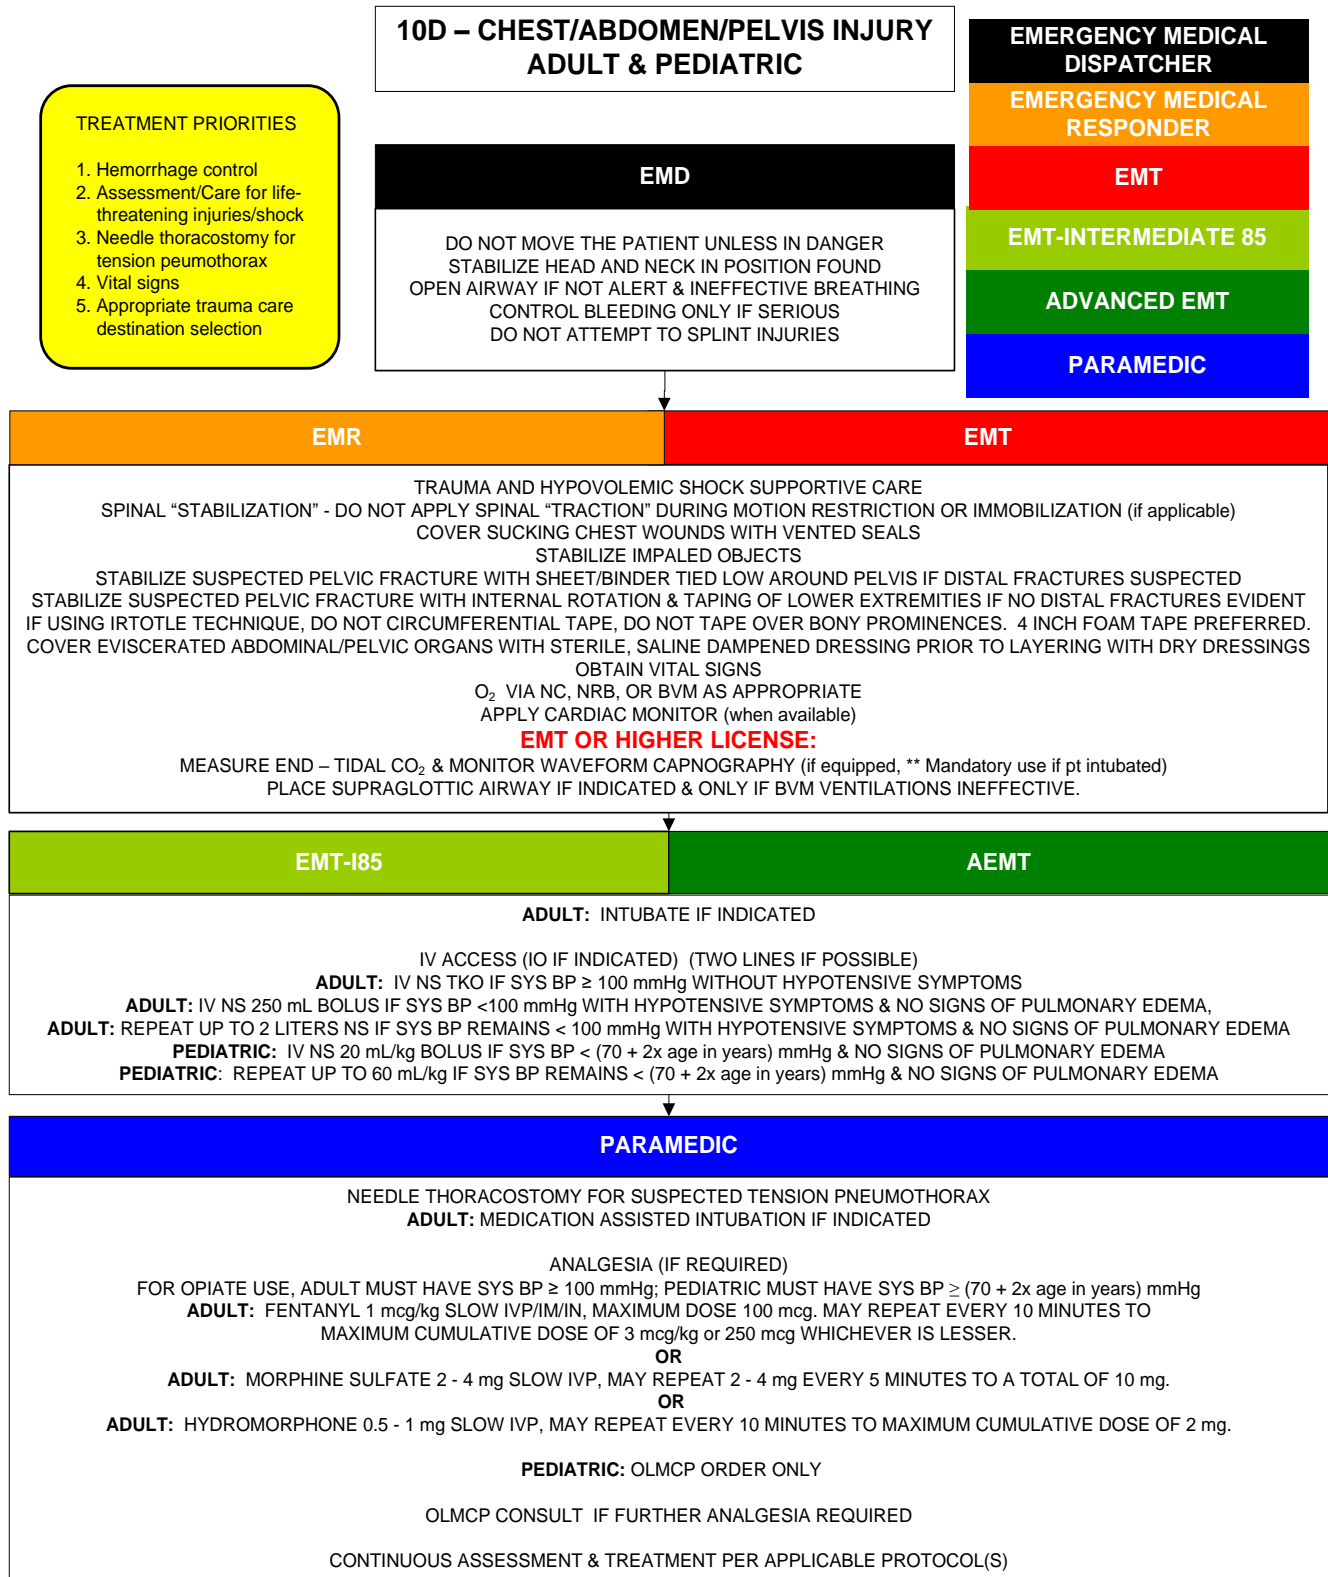 10D – CHEST/ABDOMEN/PELVIS INJURY
ADULT & PEDIATRIC
EMERGENCY MEDICAL
DISPATCHER
EMERGENCY MEDICAL
RESPONDER
EMT
EMT-INTERMEDIATE 85
ADVANCED EMT
PARAMEDIC
TREATMENT PRIORITIES
1. Hemorrhage control
2. Assessment/Care for life-
threatening injuries/shock
3. Needle thoracostomy for
tension peumothorax
4. Vital signs
5. Appropriate trauma care
destination selection
EMD
DO NOT MOVE THE PATIENT UNLESS IN DANGER
STABILIZE HEAD AND NECK IN POSITION FOUND
OPEN AIRWAY IF NOT ALERT & INEFFECTIVE BREATHING
CONTROL BLEEDING ONLY IF SERIOUS
DO NOT ATTEMPT TO SPLINT INJURIES
EMR
EMT
TRAUMA AND HYPOVOLEMIC SHOCK SUPPORTIVE CARE
SPINAL “STABILIZATION” - DO NOT APPLY SPINAL “TRACTION” DURING MOTION RESTRICTION OR IMMOBILIZATION (if applicable)
COVER SUCKING CHEST WOUNDS WITH VENTED SEALS
STABILIZE IMPALED OBJECTS
STABILIZE SUSPECTED PELVIC FRACTURE WITH SHEET/BINDER TIED LOW AROUND PELVIS IF DISTAL FRACTURES SUSPECTED
STABILIZE SUSPECTED PELVIC FRACTURE WITH INTERNAL ROTATION & TAPING OF LOWER EXTREMITIES IF NO DISTAL FRACTURES EVIDENT
IF USING IRTOTLE TECHNIQUE, DO NOT CIRCUMFERENTIAL TAPE, DO NOT TAPE OVER BONY PROMINENCES. 4 INCH FOAM TAPE PREFERRED.
COVER EVISCERATED ABDOMINAL/PELVIC ORGANS WITH STERILE, SALINE DAMPENED DRESSING PRIOR TO LAYERING WITH DRY DRESSINGS
OBTAIN VITAL SIGNS
O₂ VIA NC, NRB, OR BVM AS APPROPRIATE
APPLY CARDIAC MONITOR (when available)
EMT OR HIGHER LICENSE:
MEASURE END – TIDAL CO₂ & MONITOR WAVEFORM CAPNOGRAPHY (if equipped, ** Mandatory use if pt intubated)
PLACE SUPRAGLOTTIC AIRWAY IF INDICATED & ONLY IF BVM VENTILATIONS INEFFECTIVE.
EMT-I85
AEMT
ADULT: INTUBATE IF INDICATED
IV ACCESS (IO IF INDICATED) (TWO LINES IF POSSIBLE)
ADULT: IV NS TKO IF SYS BP ≥ 100 mmHg WITHOUT HYPOTENSIVE SYMPTOMS
ADULT: IV NS 250 mL BOLUS IF SYS BP <100 mmHg WITH HYPOTENSIVE SYMPTOMS & NO SIGNS OF PULMONARY EDEMA,
ADULT: REPEAT UP TO 2 LITERS NS IF SYS BP REMAINS < 100 mmHg WITH HYPOTENSIVE SYMPTOMS & NO SIGNS OF PULMONARY EDEMA
PEDIATRIC: IV NS 20 mL/kg BOLUS IF SYS BP < (70 + 2x age in years) mmHg & NO SIGNS OF PULMONARY EDEMA
PEDIATRIC: REPEAT UP TO 60 mL/kg IF SYS BP REMAINS < (70 + 2x age in years) mmHg & NO SIGNS OF PULMONARY EDEMA
PARAMEDIC
NEEDLE THORACOSTOMY FOR SUSPECTED TENSION PNEUMOTHORAX
ADULT: MEDICATION ASSISTED INTUBATION IF INDICATED
ANALGESIA (IF REQUIRED)
FOR OPIATE USE, ADULT MUST HAVE SYS BP ≥ 100 mmHg; PEDIATRIC MUST HAVE SYS BP ≥ (70 + 2x age in years) mmHg
ADULT: FENTANYL 1 mcg/kg SLOW IVP/IM/IN, MAXIMUM DOSE 100 mcg. MAY REPEAT EVERY 10 MINUTES TO
MAXIMUM CUMULATIVE DOSE OF 3 mcg/kg or 250 mcg WHICHEVER IS LESSER.
OR
ADULT: MORPHINE SULFATE 2 - 4 mg SLOW IVP, MAY REPEAT 2 - 4 mg EVERY 5 MINUTES TO A TOTAL OF 10 mg.
OR
ADULT: HYDROMORPHONE 0.5 - 1 mg SLOW IVP, MAY REPEAT EVERY 10 MINUTES TO MAXIMUM CUMULATIVE DOSE OF 2 mg.
PEDIATRIC: OLMCP ORDER ONLY
OLMCP CONSULT IF FURTHER ANALGESIA REQUIRED
CONTINUOUS ASSESSMENT & TREATMENT PER APPLICABLE PROTOCOL(S)